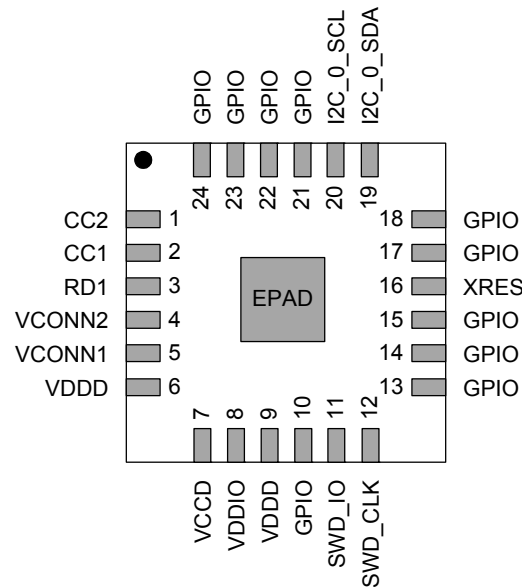 GPIO
GPIO
GPIO
GPIO
I2C_0_SCL
I2C_0_SDA
24
23
22
21
20
19
CC2 1
CC1 2
RD1 3
VCONN2 4
VCONN1 5
VDDD 6
EPAD
18 GPIO
17 GPIO
16 XRES
15 GPIO
14 GPIO
13 GPIO
7
8
9
10
11
12
VCCD
VDDIO
VDDD
GPIO
SWD_IO
SWD_CLK